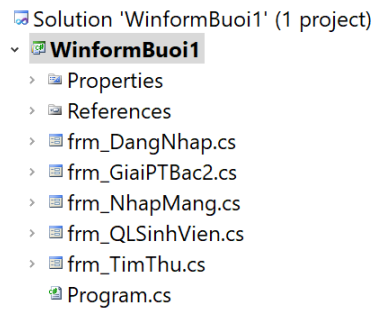 Solution 'WinformBuoi1' (1 project)
WinformBuoi1
Properties
References
frm_DangNhap.cs
frm_GiaiPTBac2.cs
frm_NhapMang.cs
frm_QLSinhVien.cs
frm_TimThu.cs
Program.cs